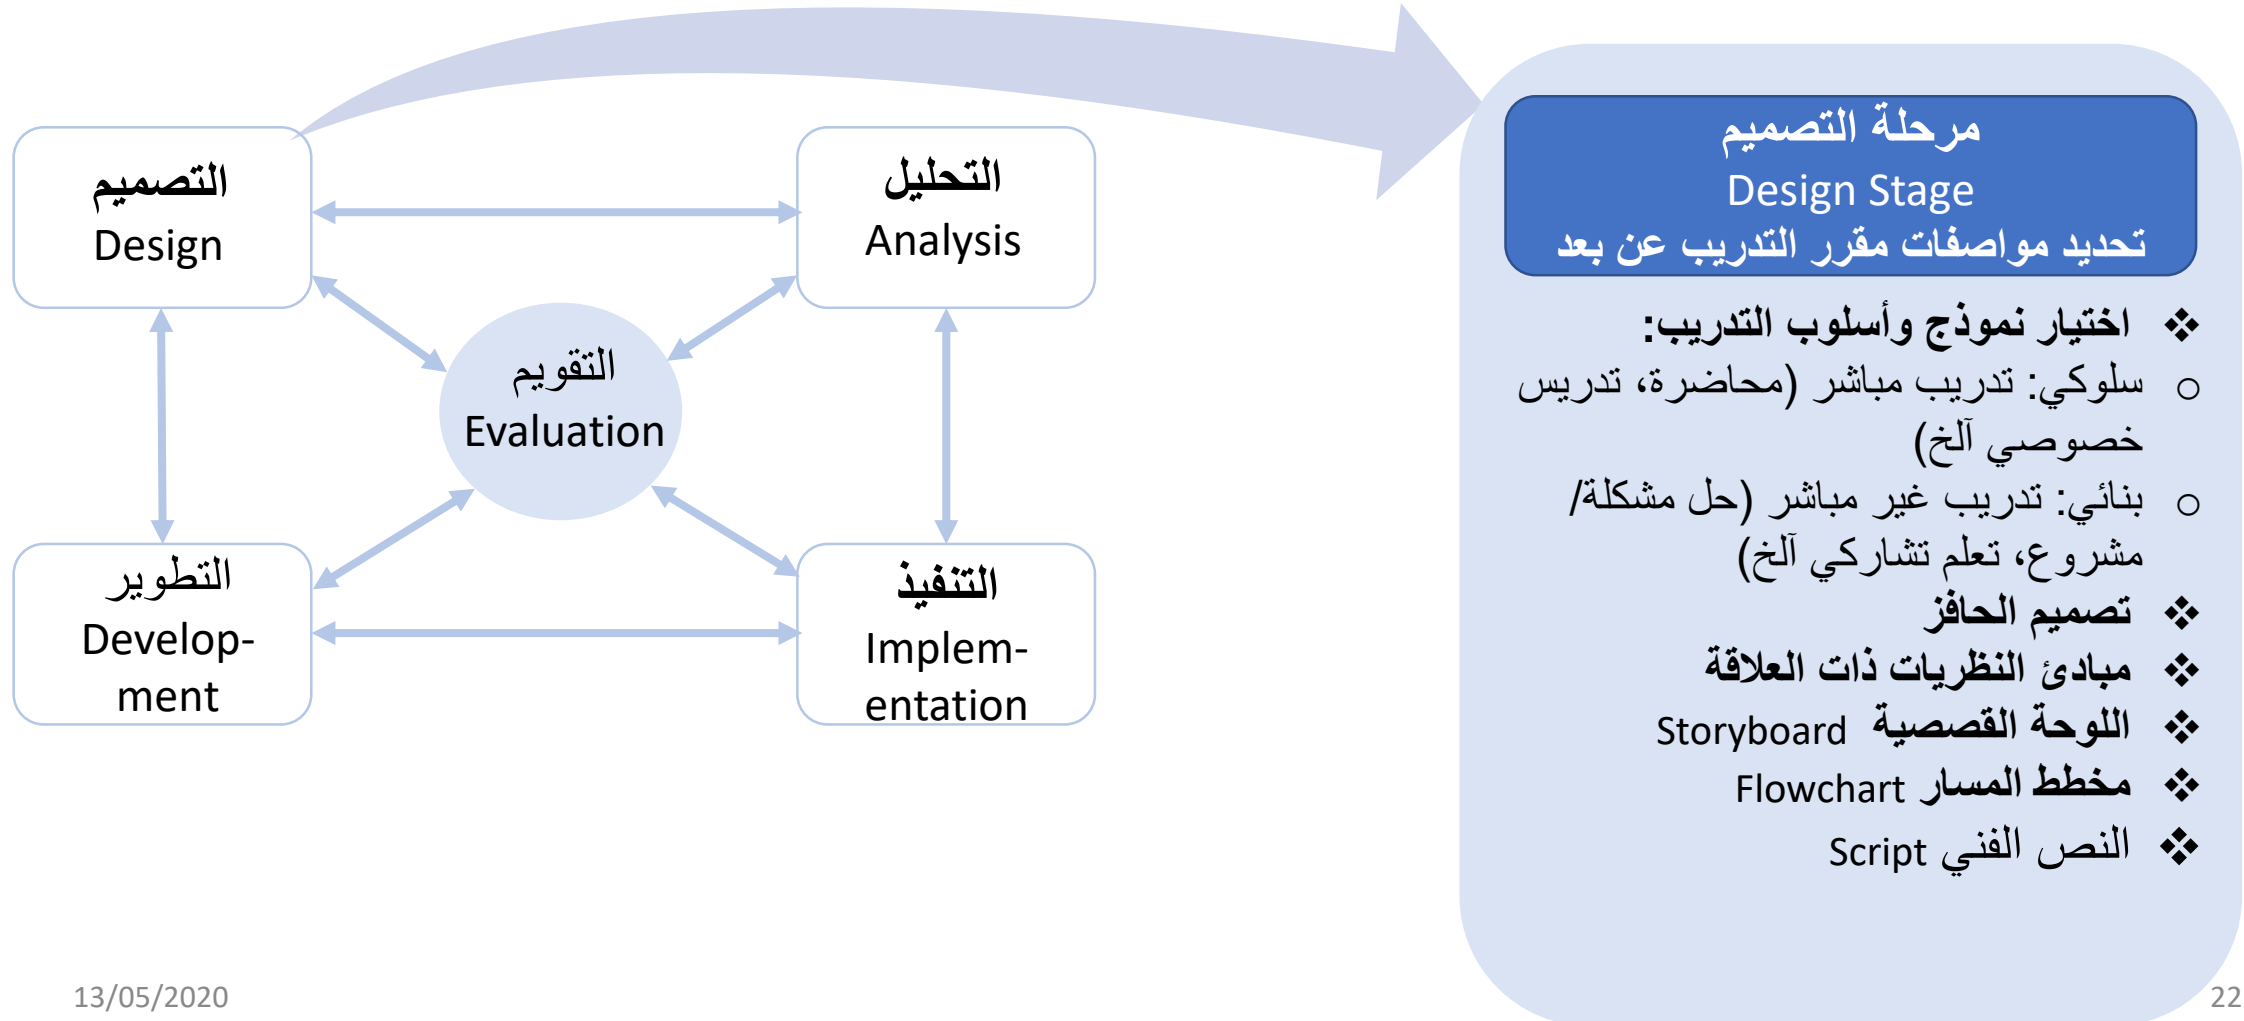 التحليل
Analysis
التصميم
Design
التقويم
Evaluation
التطوير
Develop-
ment
التنفيذ
Implem-
entation
مرحلة التصميم
Design Stage
تحديد مواصفات مقرر التدريب عن بعد
❖ اختيار نموذج وأسلوب التدريب:
o سلوكي: تدريب مباشر (محاضرة، تدريس
خصوصي آلخ)
o بنائي: تدريب غير مباشر (حل مشكلة/
مشروع، تعلم تشاركي آلخ)
❖ تصميم الحافز
❖ مبادئ النظريات ذات العلاقة
❖ اللوحة القصصية Storyboard
❖ مخطط المسار Flowchart
❖ النص الفني Script
13/05/2020
22